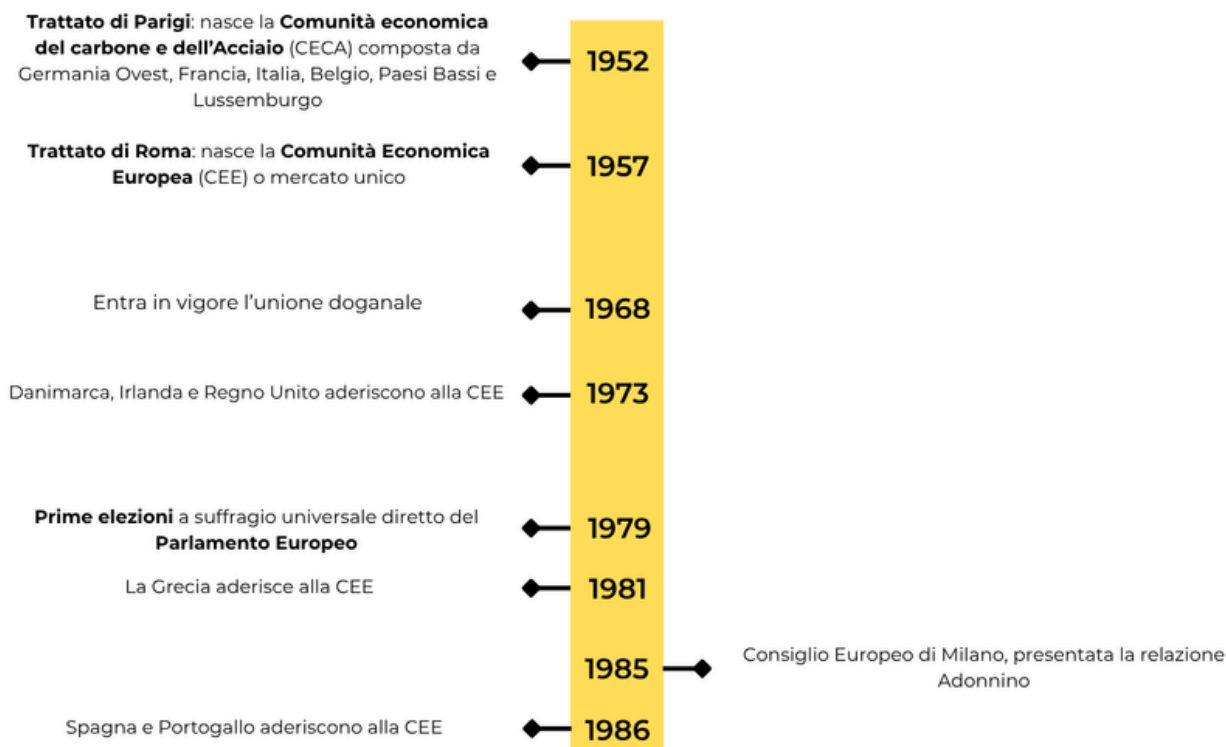 Trattato di Parigi: nasce la Comunità economica
del carbone e dell'Acciaio (CECA) composta da
Germania Ovest, Francia, Italia, Belgio, Paesi Bassi e
Lussemburgo
1952
Trattato di Roma: nasce la Comunità Economica
Europea (CEE) o mercato unico
1957
Entra in vigore l'unione doganale
1968
Danimarca, Irlanda e Regno Unito aderiscono alla CEE
1973
Prime elezioni a suffragio universale diretto del
Parlamento Europeo
1979
La Grecia aderisce alla CEE
1981
1985
Consiglio Europeo di Milano, presentata la relazione
Adonnino
Spagna e Portogallo aderiscono alla CEE
1986